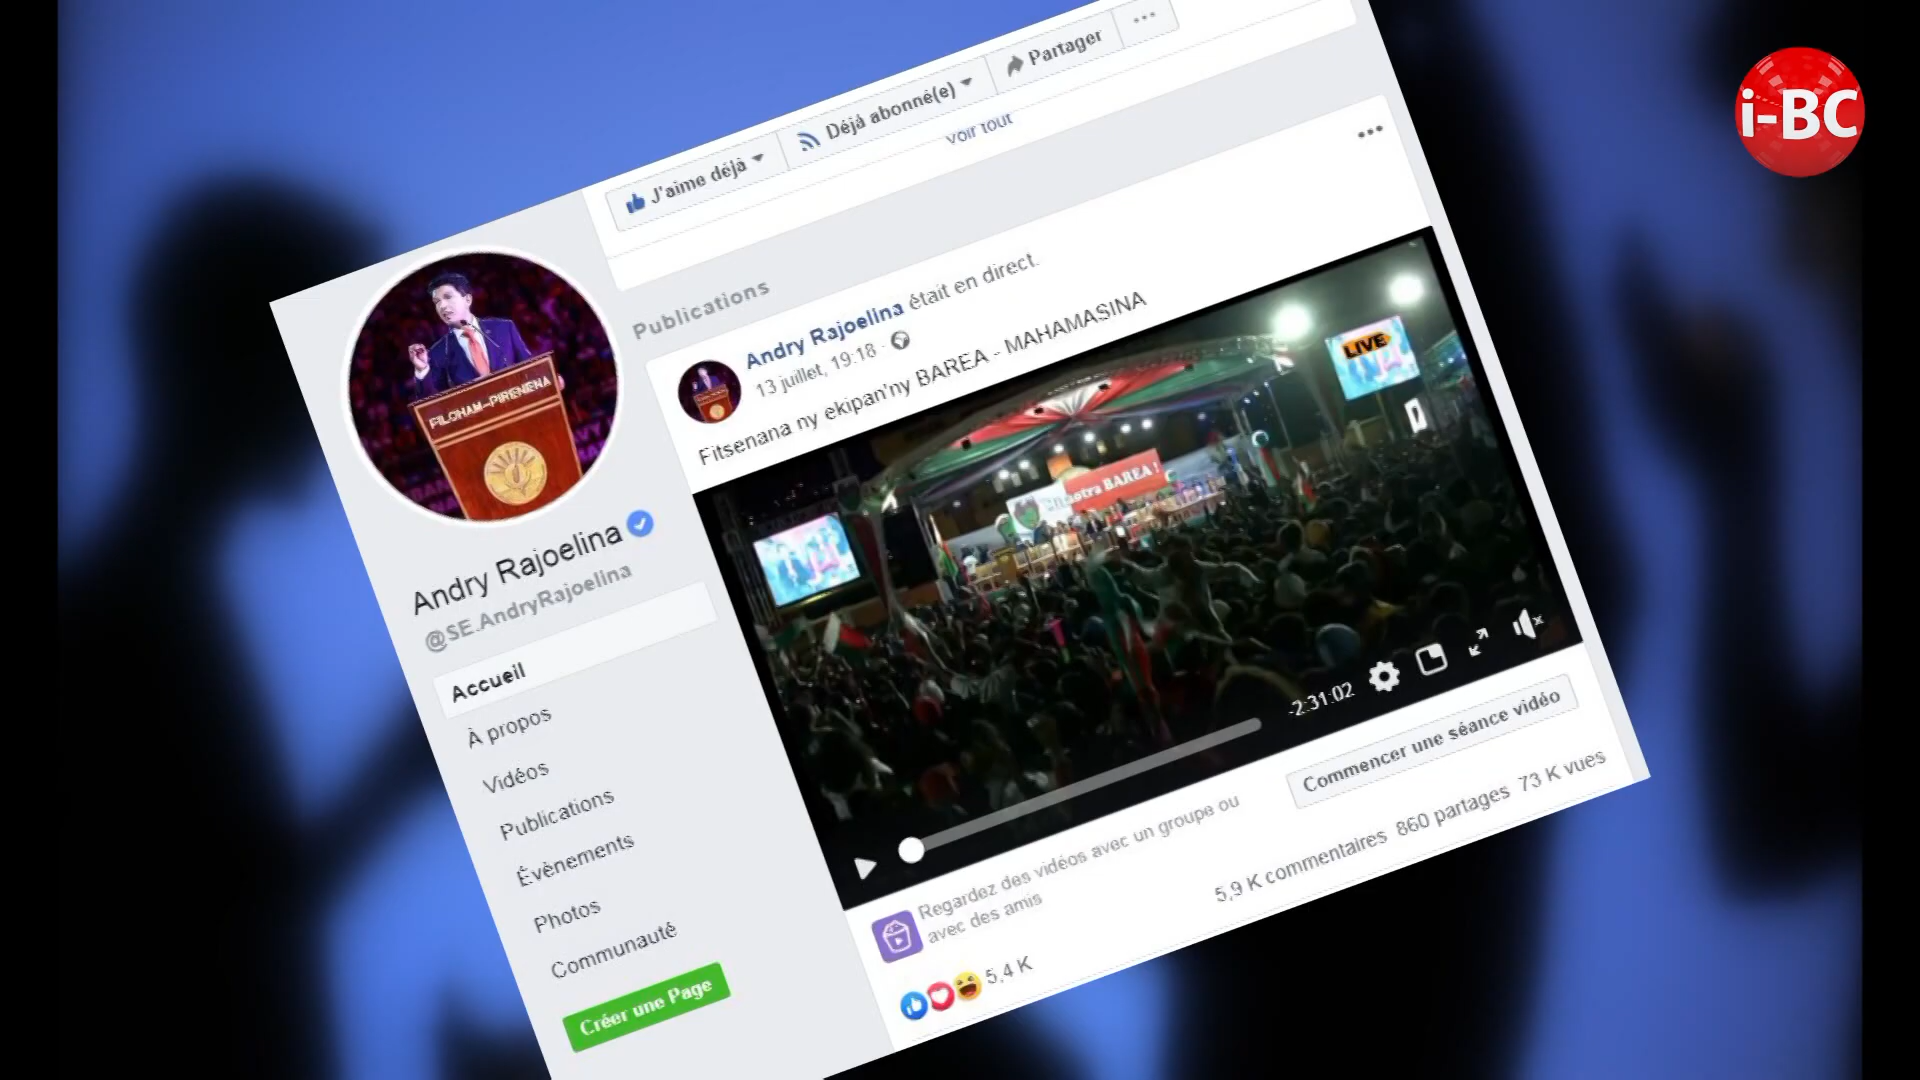 i-BC
J'aime déjà
Déjà abonné(e)
Partager
Voir tout
Publications
Andry Rajoelina était en direct.
13 juillet, 19:18
Fitsenana ny ekipan'ny BAREA - MAHAMASINA
FILOHAM-PIRENENA
Andry Rajoelina
@SE.AndryRajoelina
Accueil
À propos
Vidéos
Publications
Évènements
Photos
Communauté
Créer une Page
LIVE
BAREA !
-2:31:02
Regardez des vidéos avec un groupe ou
avec des amis
Commencer une séance vidéo
5,4 K
5,9 K commentaires 860 partages 73 K vues